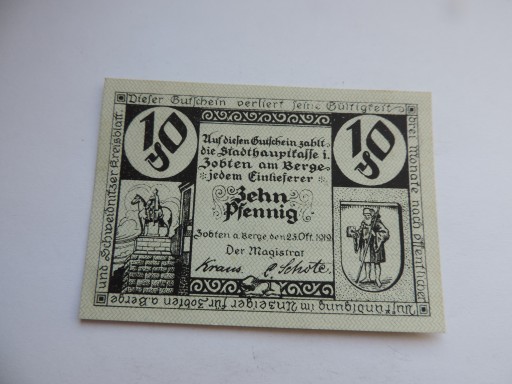 Dieser Gutschein verliert seine Gültigkeit
drei Monate nach öffentlicher
Aufkündigung im Anzeiger für Zobten a. Berge
und Schweidnitzer Kreisblatt.
10
10
Auf diesen Gutschein zahlt
die Stadthauptkasse i.
Zobten am Berge
jedem Einlieferer
Zehn
Pfennig
Zobten a. Berge den 23. Okt. 1919
Der Magistrat
Kraus